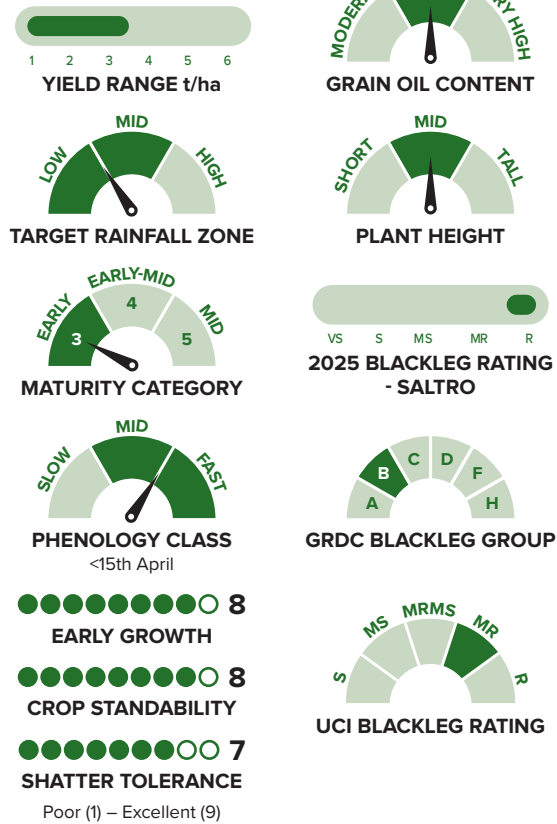 1 2 3 4 5 6
YIELD RANGE t/ha
GRAIN OIL CONTENT
LOW
MID
HIGH
TARGET RAINFALL ZONE
SHORT
MID
TALL
PLANT HEIGHT
EARLY
EARLY-MID
MID
3
4
5
MATURITY CATEGORY
VS S MS MR R
2025 BLACKLEG RATING
- SALTRO
SLOW
MID
FAST
PHENOLOGY CLASS
<15th April
A
B
C
D
F
H
GRDC BLACKLEG GROUP
8
EARLY GROWTH
8
CROP STANDABILITY
7
SHATTER TOLERANCE
Poor (1) – Excellent (9)
S
MS
MRMS
MR
R
UCI BLACKLEG RATING